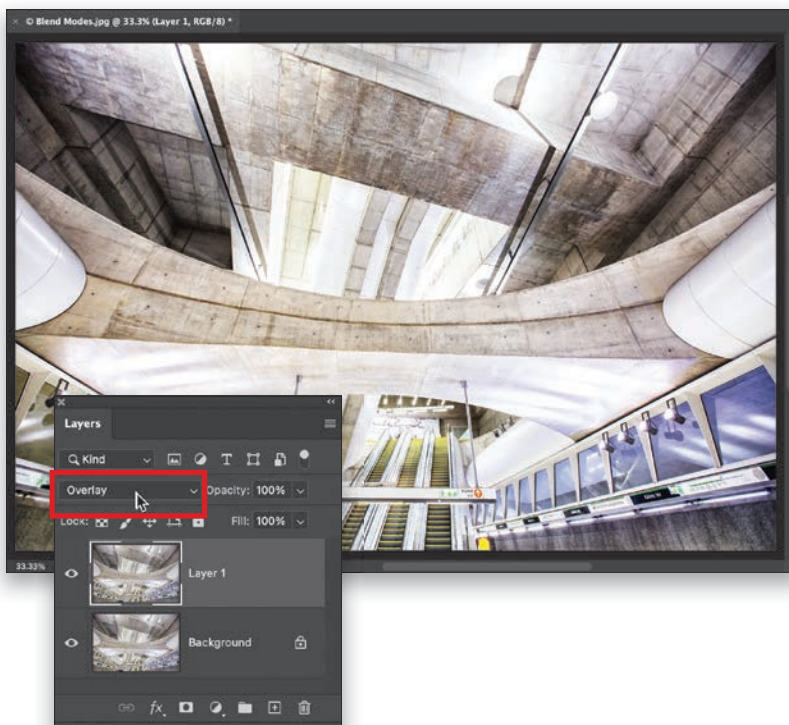 © Blend Modes.jpg @ 33.3% (Layer 1, RGB/8) *
Layers
Kind
Overlay
Opacity: 100%
Lock:
Fill: 100%
33.33%
Layer 1
Background
fx